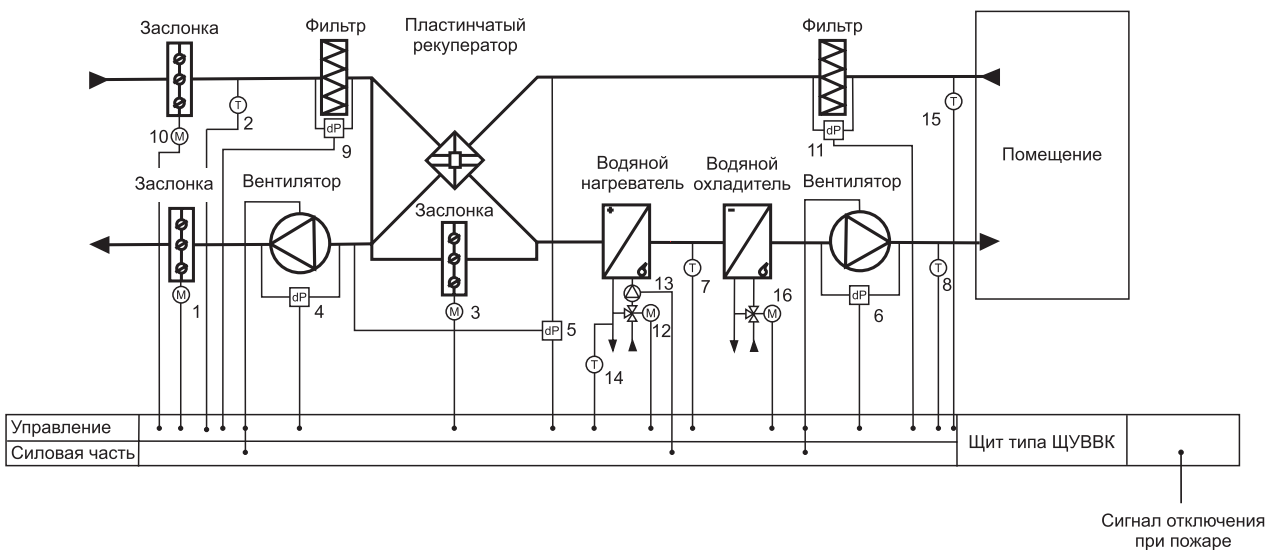 Заслонка
Фильтр
Пластинчатый
рекуператор
Фильтр
T
2
T
15
10
M
dP
9
dP
11
Помещение
Заслонка
Вентилятор
Заслонка
Водяной
нагреватель
Водяной
охладитель
Вентилятор
+
-
M
1
dP
4
M
3
dP
5
13
M
12
T
14
T
7
16
M
dP
6
T
8
Управление
Силовая часть
Щит типа ЩУВВК
Сигнал отключения
при пожаре